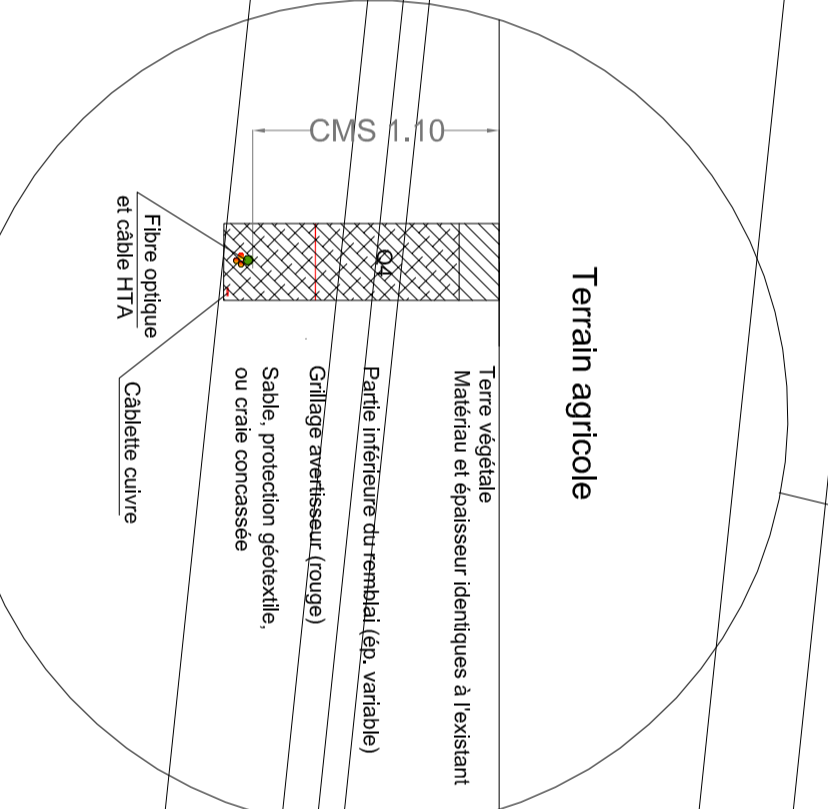 Terrain agricole
CMS 1.10
Q4
Terre végétale
Matériau et épaisseur identiques à l'existant
Partie inférieure du remblai (ép. variable)
Grillage avertisseur (rouge)
Sable, protection géotextile,
ou craie concassée
Fibre optique
et câble HTA
Câblette cuivre